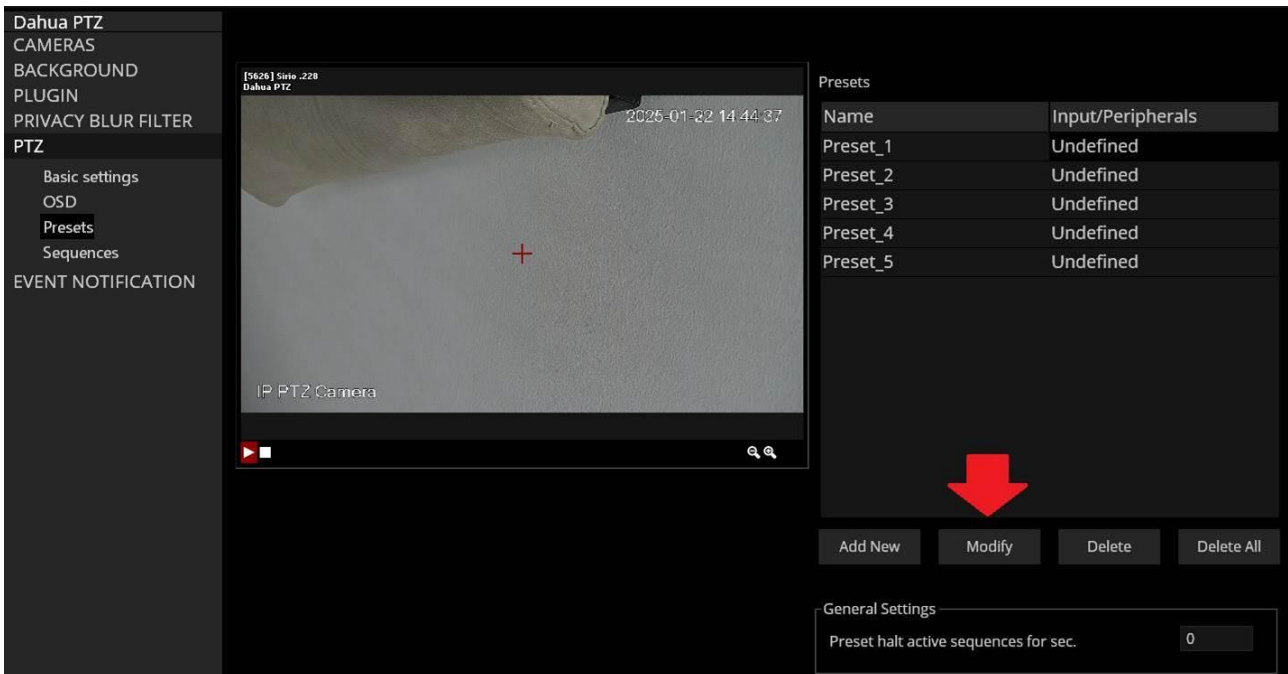 Dahua PTZ
CAMERAS
BACKGROUND
PLUGIN
PRIVACY BLUR FILTER
PTZ
Basic settings
OSD
Presets
Sequences
EVENT NOTIFICATION
[5626] Sirio .228
Dahua PTZ
2025-01-22 14:44:37
IP PTZ Camera
Presets
Name Input/Peripherals
Preset_1 Undefined
Preset_2 Undefined
Preset_3 Undefined
Preset_4 Undefined
Preset_5 Undefined
Add New Modify Delete Delete All
General Settings
Preset halt active sequences for sec. 0